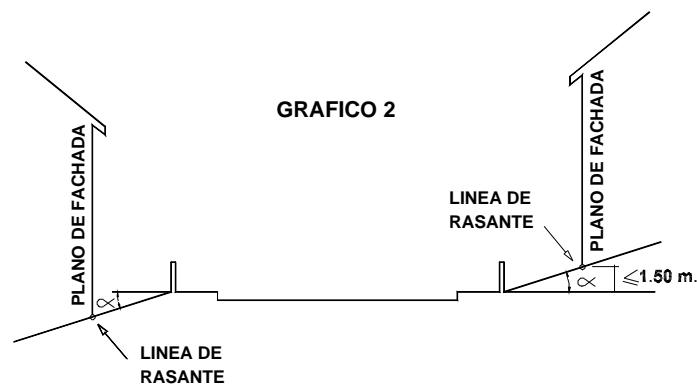 GRAFICO 2
PLANO DE FACHADA
PLANO DE FACHADA
LINEA DE
RASANTE
α
α
≤1.50 m.
LINEA DE
RASANTE